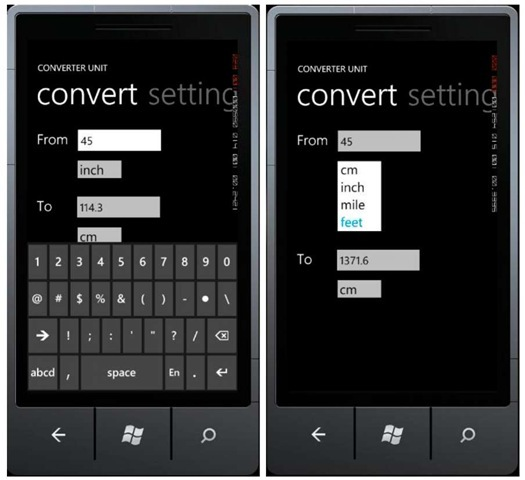 CONVERTER UNIT
convert setting
From 45
inch
To 114.3
cm
1 2 3 4 5 6 7 8 9 0
@ # $ % & ( ) - ● \
→ ! ; : ' " ? /
abcd , space En . ↵
CONVERTER UNIT
convert setting
From 45
cm
inch
mile
feet
To 1371.6
cm